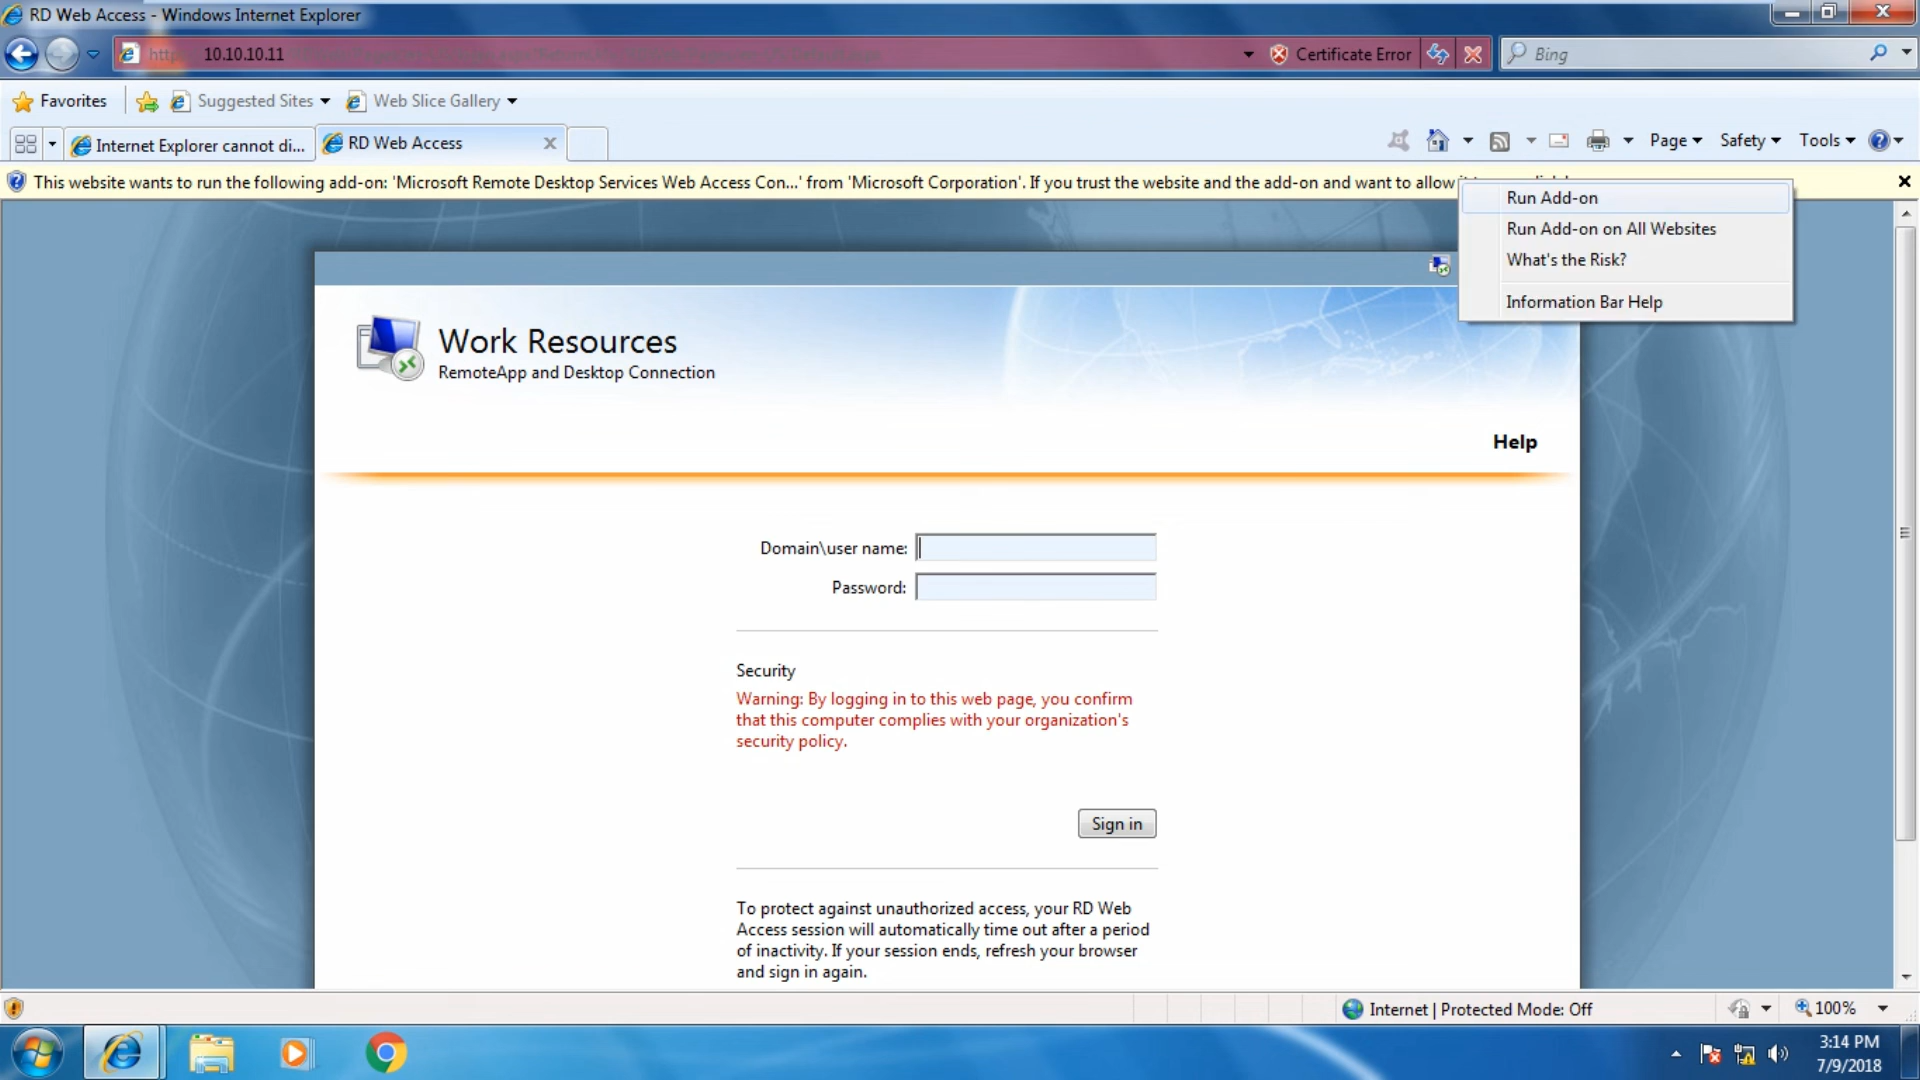 RD Web Access - Windows Internet Explorer
10.10.10.11
Certificate Error
Bing
Favorites
Suggested Sites
Web Slice Gallery
Internet Explorer cannot di...
RD Web Access
Page
Safety
Tools
This website wants to run the following add-on: 'Microsoft Remote Desktop Services Web Access Con...' from 'Microsoft Corporation'. If you trust the website and the add-on and want to allow
Run Add-on
Run Add-on on All Websites
What's the Risk?
Information Bar Help
Work Resources
RemoteApp and Desktop Connection
Help
Domain\user name:
Password:
Security
Warning: By logging in to this web page, you confirm
that this computer complies with your organization's
security policy.
Sign in
To protect against unauthorized access, your RD Web
Access session will automatically time out after a period
of inactivity. If your session ends, refresh your browser
and sign in again.
Internet | Protected Mode: Off
100%
3:14 PM
7/9/2018